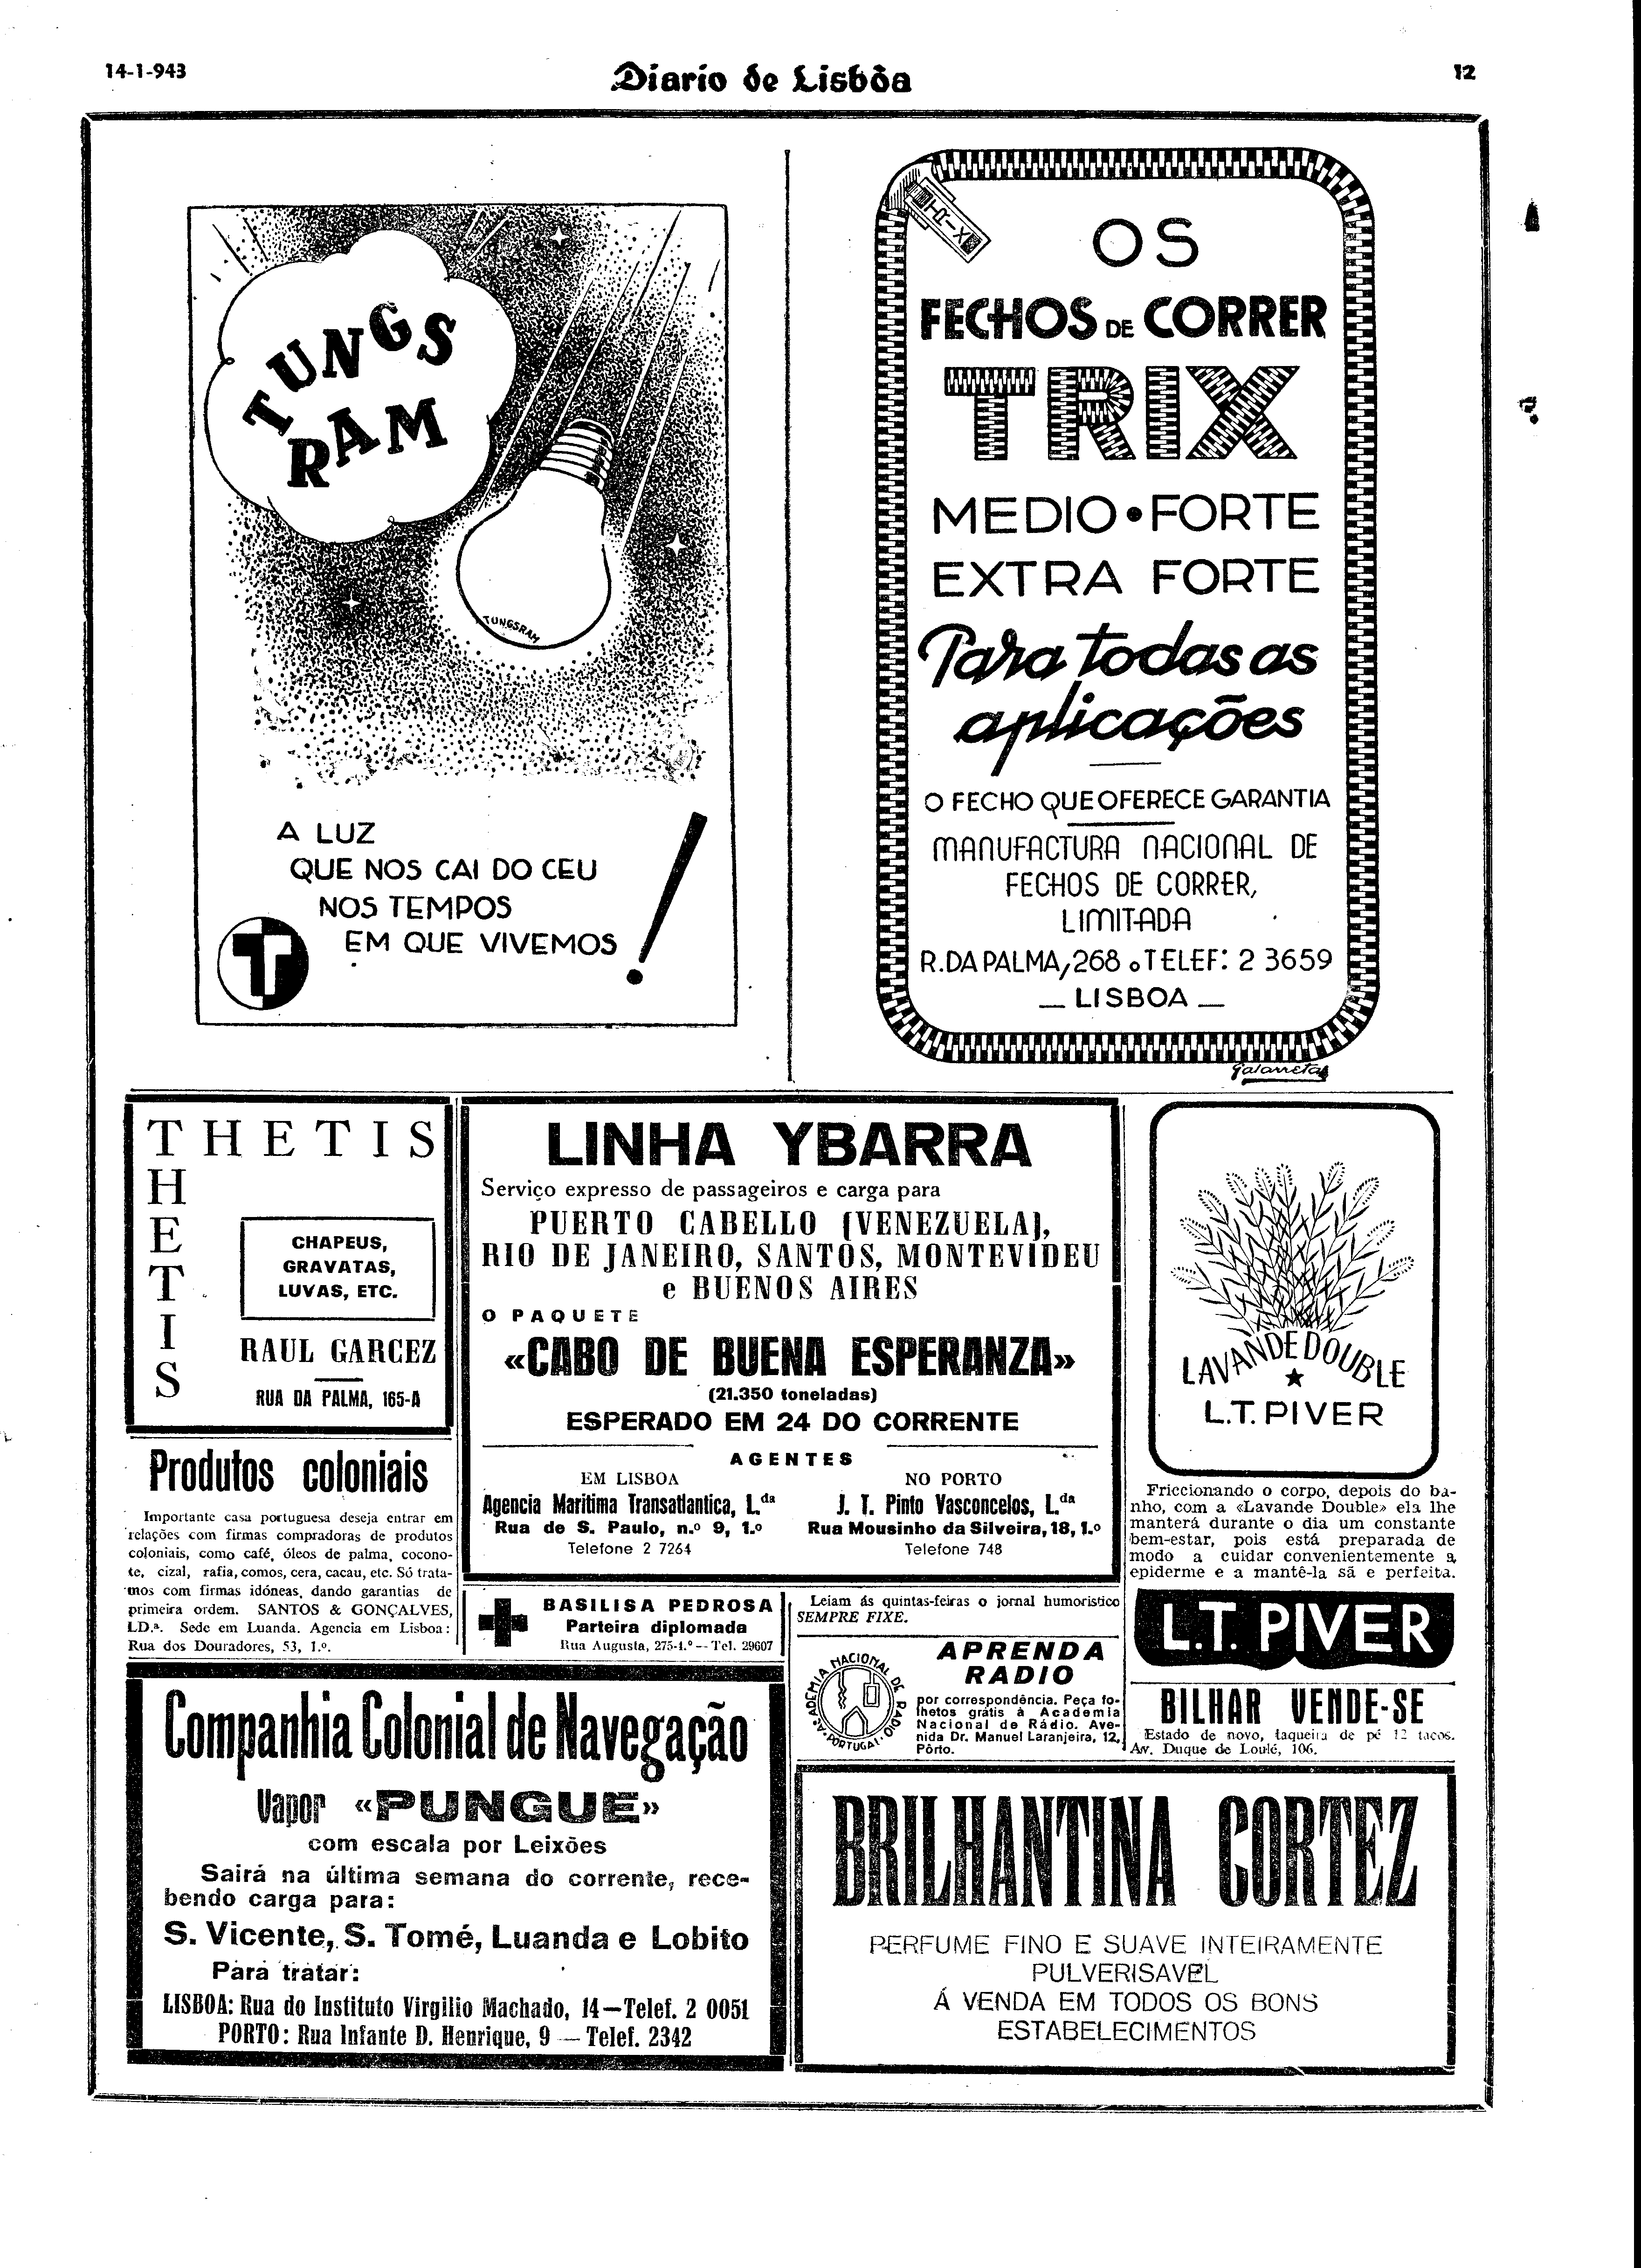 14-1-943
Diario de Lisbôa
12
TUNGS
RAM
TUNGSRAM
A LUZ
QUE NOS CAI DO CEU
NOS TEMPOS
EM QUE VIVEMOS!
T
TRIX
OS
FECHOS DE CORRER
TRIX
MEDIO • FORTE
EXTRA FORTE
Para todas as
aplicações
O FECHO QUE OFERECE GARANTIA
MANUFACTURA NACIONAL DE
FECHOS DE CORRER,
LIMITADA
R. DA PALMA, 268 o TELEF: 2 3659
— LISBOA —
THETIS
THETIS
CHAPEUS,
GRAVATAS,
LUVAS, ETC.
RAUL GARCEZ
RUA DA PALMA, 165-A
Produtos coloniais
Importante casa portuguesa deseja entrar em
relações com firmas compradoras de produtos
coloniais, como café, óleos de palma, cocono-
te, cizal, rafia, comos, cera, cacau, etc. Só trata-
mos com firmas idóneas, dando garantias de
primeira ordem. SANTOS & GONÇALVES,
LD.ª. Sede em Luanda. Agencia em Lisboa:
Rua dos Douradores, 53, 1.º.
LINHA YBARRA
Serviço expresso de passageiros e carga para
PUERTO CABELLO (VENEZUELA),
RIO DE JANEIRO, SANTOS, MONTEVIDEU
e BUENOS AIRES
O PAQUETE
«CABO DE BUENA ESPERANZA»
(21.350 toneladas)
ESPERADO EM 24 DO CORRENTE
AGENTES
EM LISBOA
Agencia Maritima Transatlantica, L.da
Rua de S. Paulo, n.º 9, 1.º
Telefone 2 7264
NO PORTO
J. T. Pinto Vasconcelos, L.da
Rua Mousinho da Silveira, 18, 1.º
Telefone 748
LAVANDE DOUBLE
L.T. PIVER
Friccionando o corpo, depois do ba-
nho, com a «Lavande Double» ela lhe
manterá durante o dia um constante
bem-estar, pois está preparada de
modo a cuidar convenientemente a
epiderme e a mantê-la sã e perfeita.
L.T. PIVER
BASILISA PEDROSA
Parteira diplomada
Rua Augusta, 275-1.º — Tel. 29607
Leiam ás quintas-feiras o jornal humoristico
SEMPRE FIXE.
ACADEMIA NACIONAL DE RADIO
PORTUGAL
APRENDA
RADIO
por correspondência. Peça fo-
lhetos grátis à Academia
Nacional de Rádio. Ave-
nida Dr. Manuel Laranjeira, 12,
Pôrto.
BILHAR VENDE-SE
Estado de novo, taqueira de pé 12 tacos.
Av. Duque de Loulé, 106.
Companhia Colonial de Navegação
Vapor «PUNGUE»
com escala por Leixões
Sairá na última semana do corrente, rece-
bendo carga para:
S. Vicente, S. Tomé, Luanda e Lobito
Para tratar:
LISBOA: Rua do Instituto Virgilio Machado, 14—Telef. 2 0051
PORTO: Rua Infante D. Henrique, 9 — Telef. 2342
BRILHANTINA CORTEZ
PERFUME FINO E SUAVE INTEIRAMENTE
PULVERISAVEL
Á VENDA EM TODOS OS BONS
ESTABELECIMENTOS